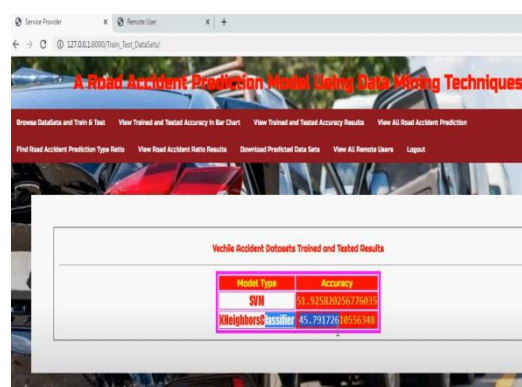 Service Provider x Remote User x +
127.0.0.1:8000/Train_Test_DataSets/
A Road Accident Prediction Model Using Data Mining Techniques
Browse DataSets and Train & Test View Trained and Tested Accuracy in Bar Chart View Trained and Tested Accuracy Results View All Road Accident Prediction
Find Road Accident Prediction Type Ratio View Road Accident Ratio Results Download Predicted Data Sets View All Remote Users Logout
Vechile Accident Datasets Trained and Tested Results
Model Type Accuracy
SVM 51.925820256776035
KNeighborsClassifier 45.79172610556348